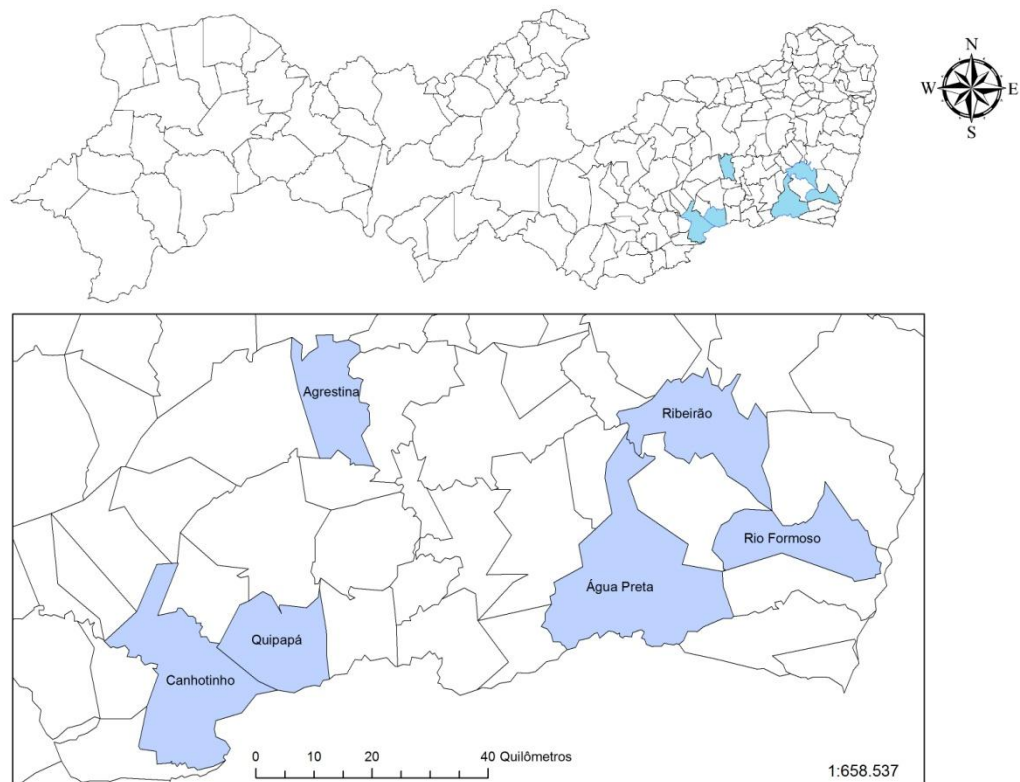 N
W E
S
Agrestina
Ribeirão
Rio Formoso
Água Preta
Quipapá
Canhotinho
0 10 20 40 Quilômetros
1:658.537